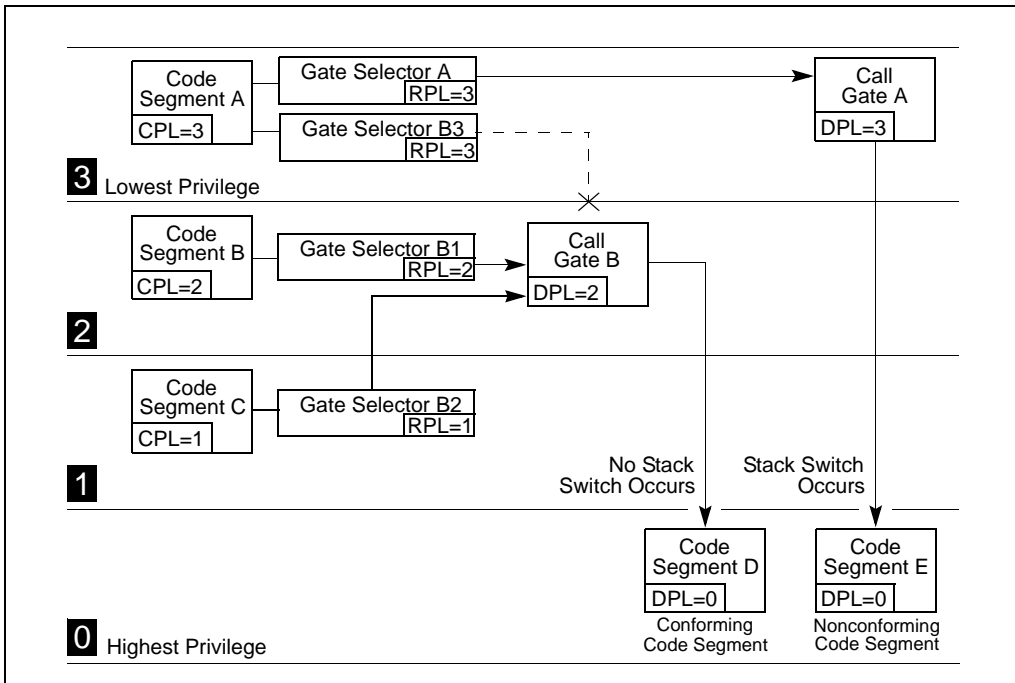 Code
Segment A
CPL=3
Gate Selector A
RPL=3
Gate Selector B3
RPL=3
Call
Gate A
DPL=3
3 Lowest Privilege
Code
Segment B
CPL=2
Gate Selector B1
RPL=2
Call
Gate B
DPL=2
2
Code
Segment C
CPL=1
Gate Selector B2
RPL=1
1
No Stack
Switch Occurs
Stack Switch
Occurs
Code
Segment D
DPL=0
Conforming
Code Segment
Code
Segment E
DPL=0
Nonconforming
Code Segment
0 Highest Privilege